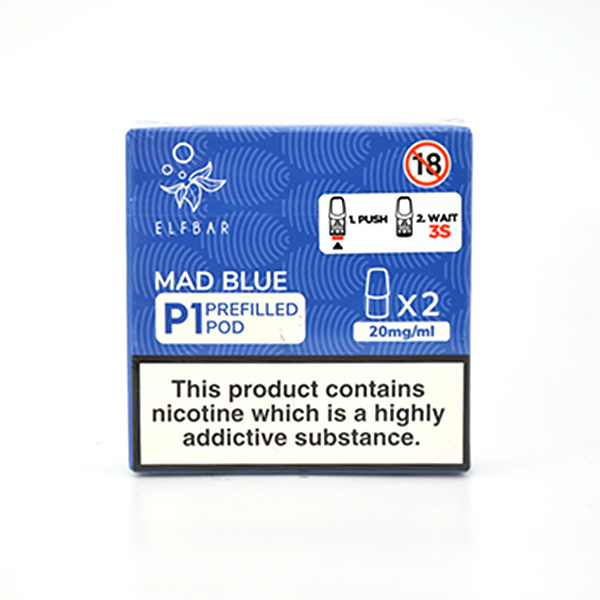 18
1. PUSH
2. WAIT
3S
ELFBAR
MAD BLUE
P1 PREFILLED
POD
X2
20mg/ml
This product contains
nicotine which is a highly
addictive substance.